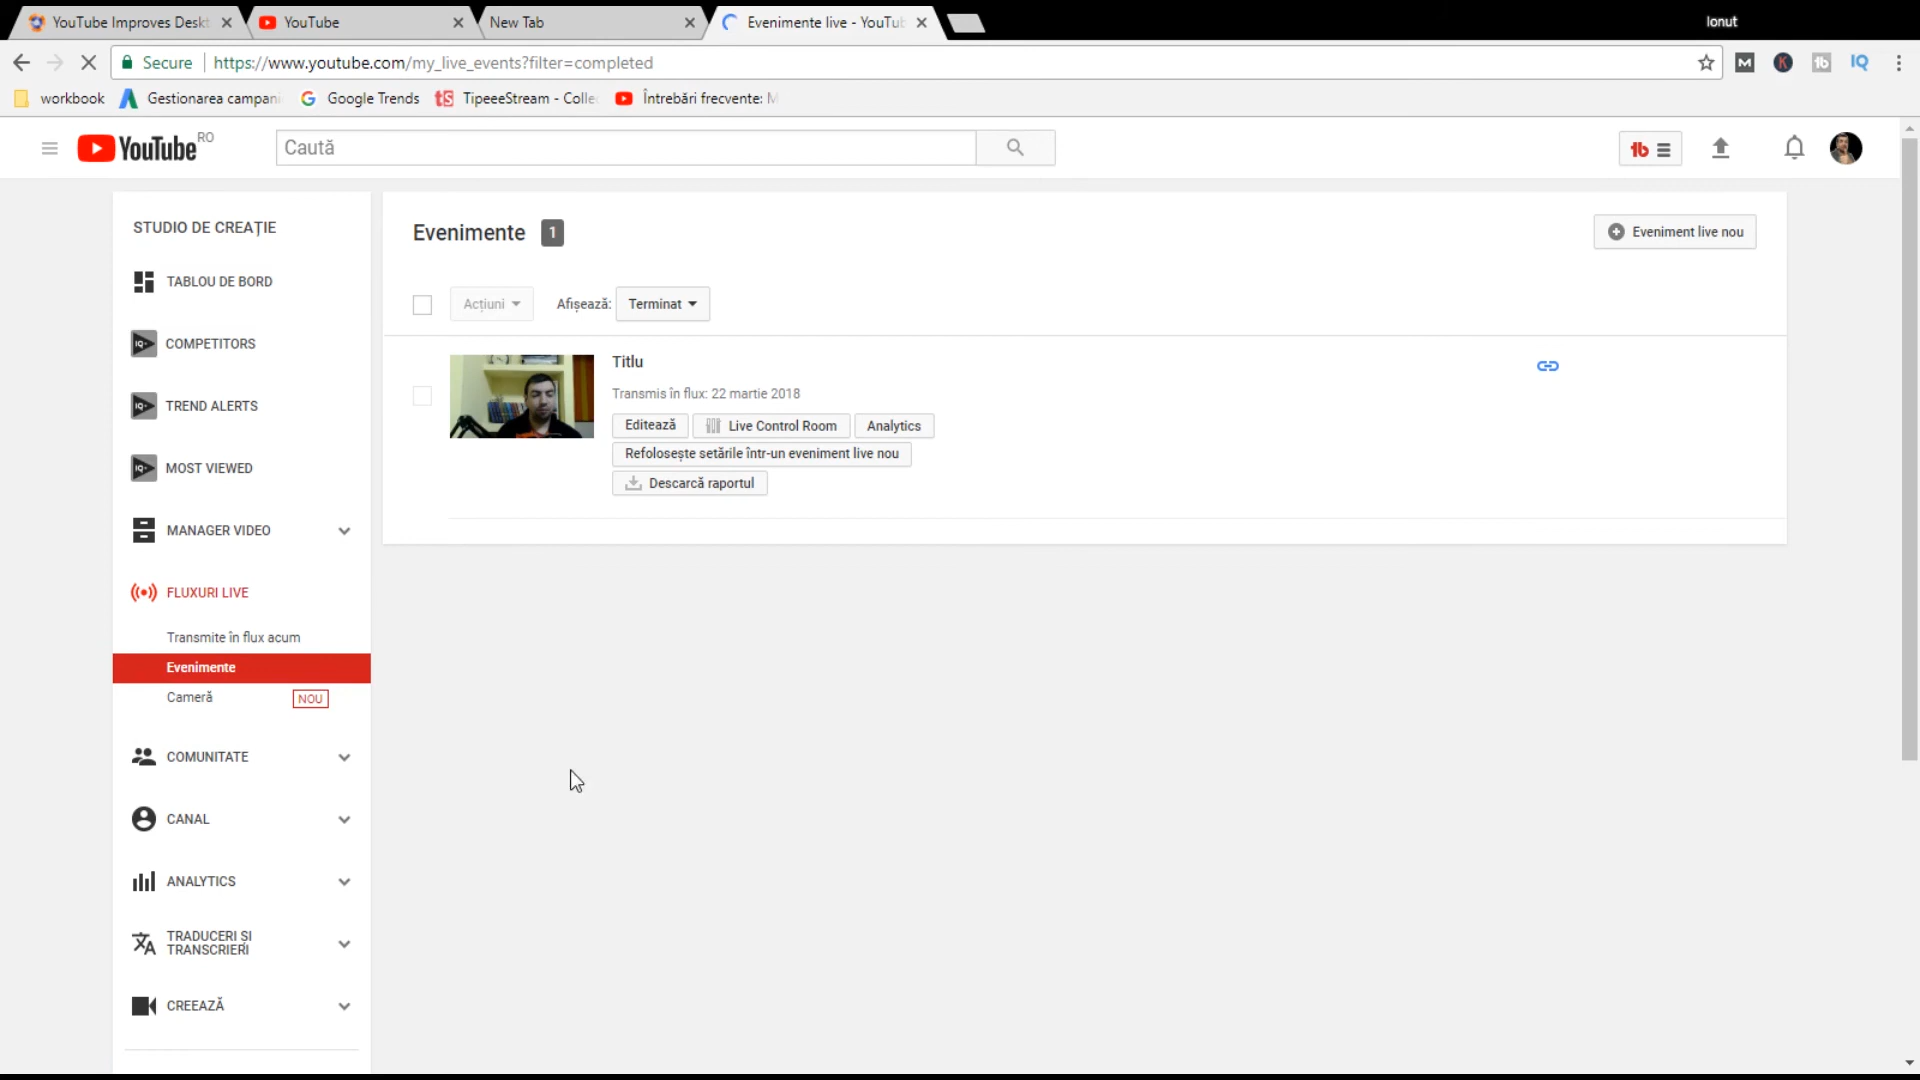 YouTube Improves Deskt
YouTube
New Tab
Evenimente live - YouTub
Ionut
Secure
https://www.youtube.com/my_live_events?filter=completed
IQ
workbook
Gestionarea campani
Google Trends
TipeeeStream - Colle
Întrebări frecvente: M
YouTube RO
Caută
STUDIO DE CREAȚIE
TABLOU DE BORD
COMPETITORS
TREND ALERTS
MOST VIEWED
MANAGER VIDEO
FLUXURI LIVE
Transmite în flux acum
Evenimente
Cameră
NOU
COMUNITATE
CANAL
ANALYTICS
TRADUCERI ȘI
TRANSCRIERI
CREEAZĂ
Evenimente 1
Eveniment live nou
Acțiuni
Afișează:
Terminat
Titlu
Transmis în flux: 22 martie 2018
Editează
Live Control Room
Analytics
Refolosește setările într-un eveniment live nou
Descarcă raportul